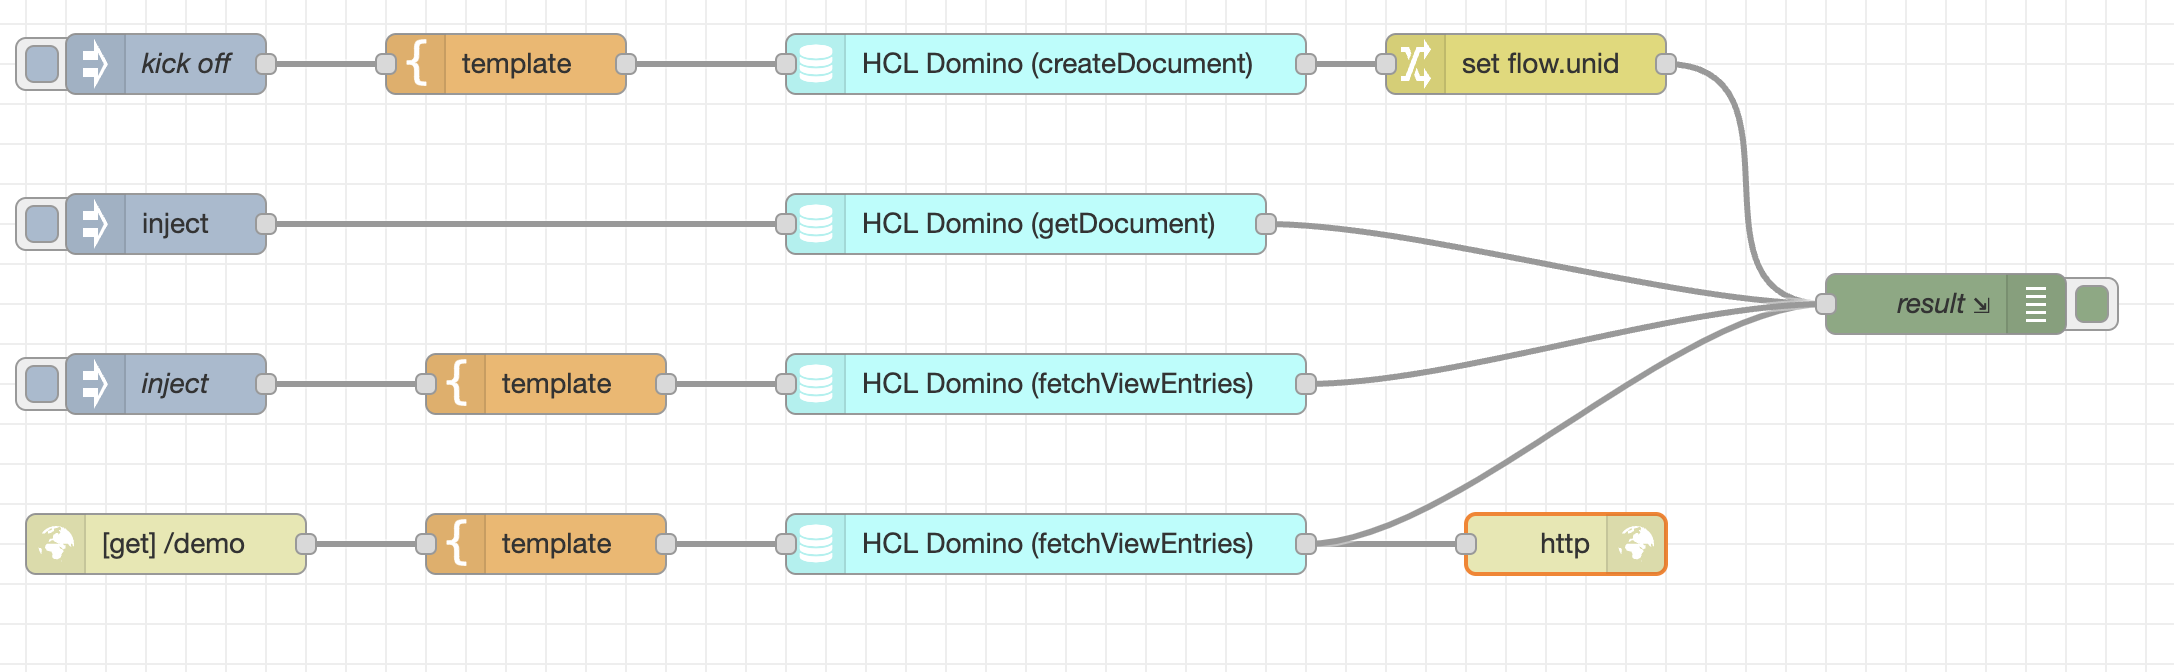 kick off
template
HCL Domino (createDocument)
set flow.unid
inject
HCL Domino (getDocument)
result
inject
template
HCL Domino (fetchViewEntries)
[get] /demo
template
HCL Domino (fetchViewEntries)
http